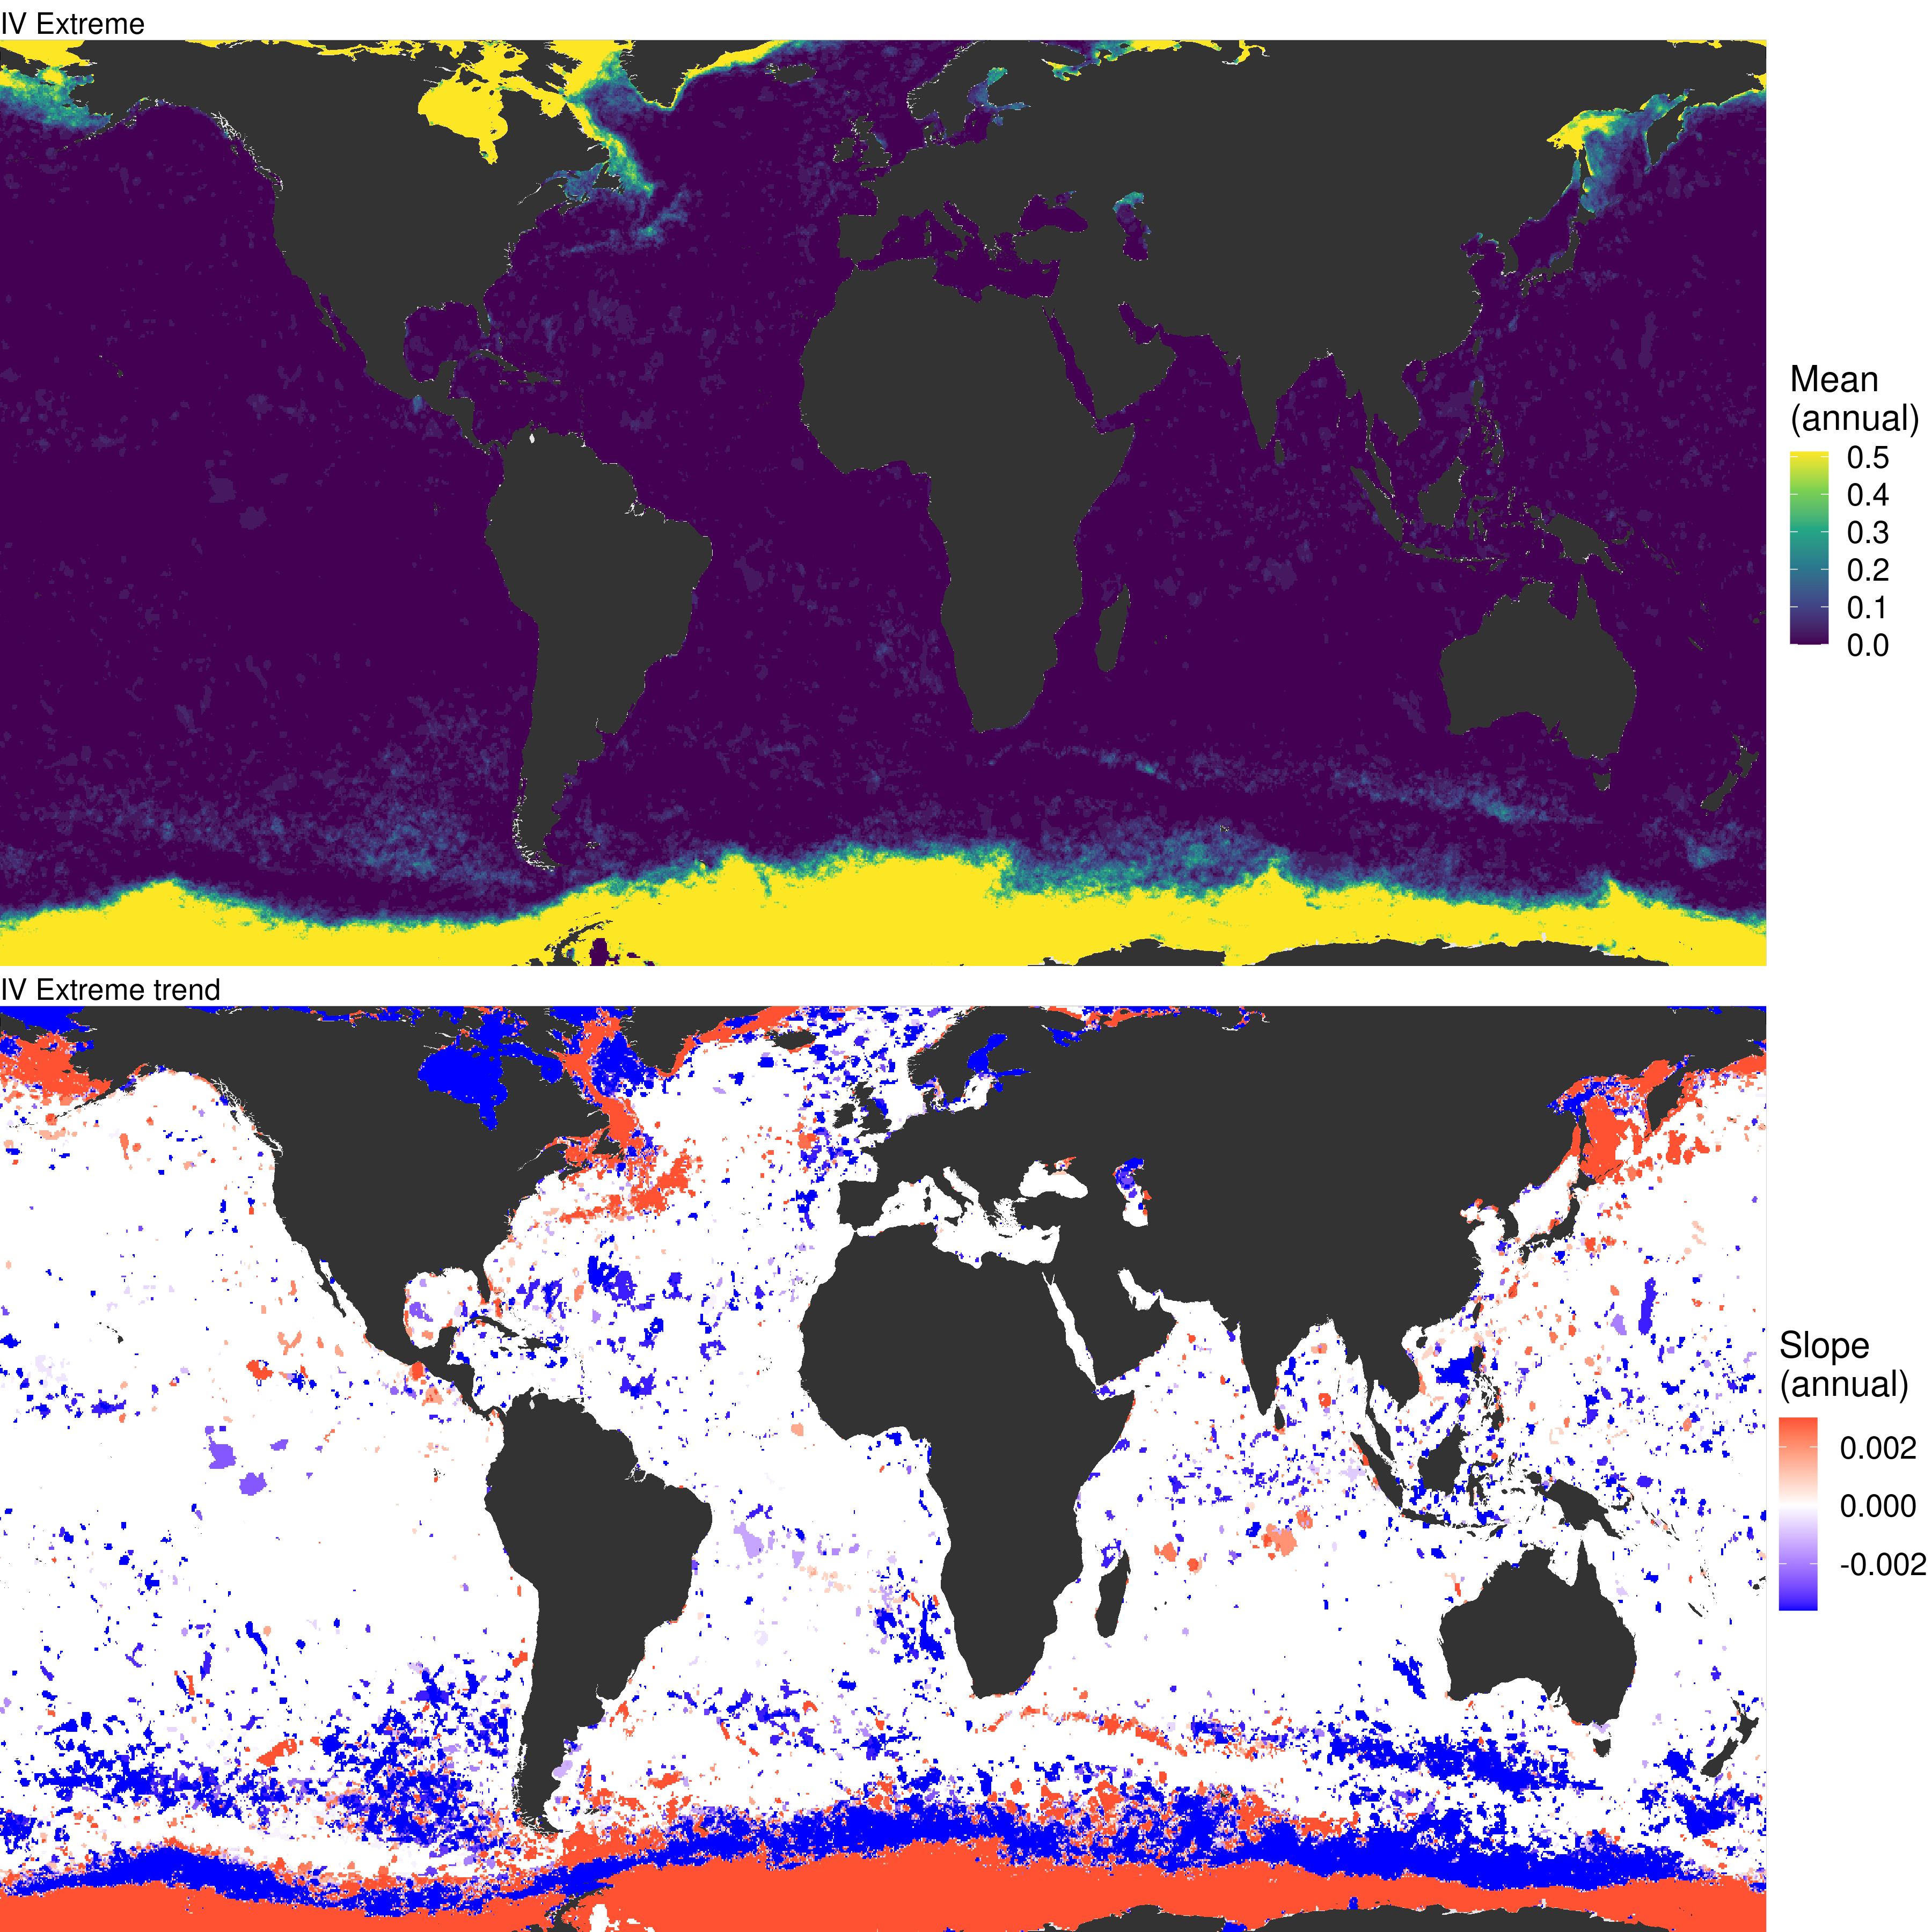 IV Extreme
Mean
(annual)
0.5
0.4
0.3
0.2
0.1
0.0
IV Extreme trend
Slope
(annual)
0.002
0.000
-0.002